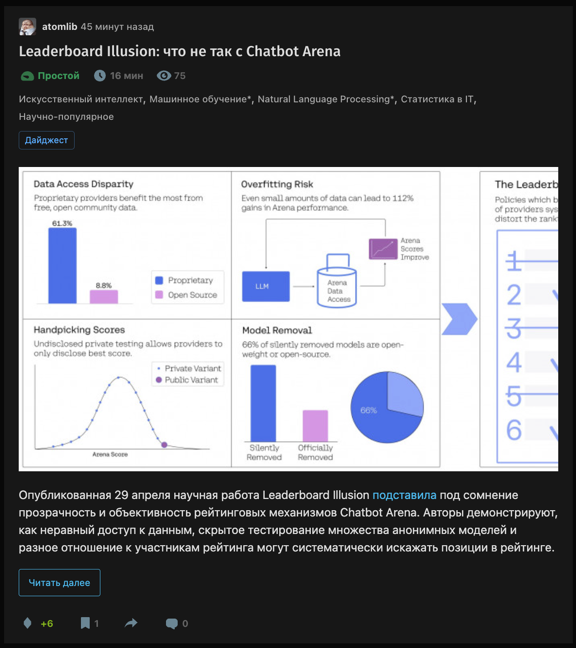 atomlib 45 минут назад
Leaderboard Illusion: что не так с Chatbot Arena
Простой 16 мин 75
Искусственный интеллект, Машинное обучение*, Natural Language Processing*, Статистика в IT,
Научно-популярное
Дайджест
Data Access Disparity
Proprietary providers benefit the most from
free, open community data.
61.3%
8.8%
Proprietary
Open Source
Overfitting Risk
Even small amounts of data can lead to 112%
gains in Arena performance.
LLM
Arena
Data
Access
Arena
Scores
Improve
Handpicking Scores
Undisclosed private testing allows providers to
only disclose best score.
Private Variant
Public Variant
Arena Score
Model Removal
66% of silently removed models are open-
weight or open-source.
Silently
Removed
Officially
Removed
66%
The Leaderb
Policies which b
of providers sys
distort the rank
1
2
3
4
5
6
Опубликованная 29 апреля научная работа Leaderboard Illusion подставила под сомнение
прозрачность и объективность рейтинговых механизмов Chatbot Arena. Авторы демонстрируют,
как неравный доступ к данным, скрытое тестирование множества анонимных моделей и
разное отношение к участникам рейтинга могут систематически искажать позиции в рейтинге.
Читать далее
+6 1 0